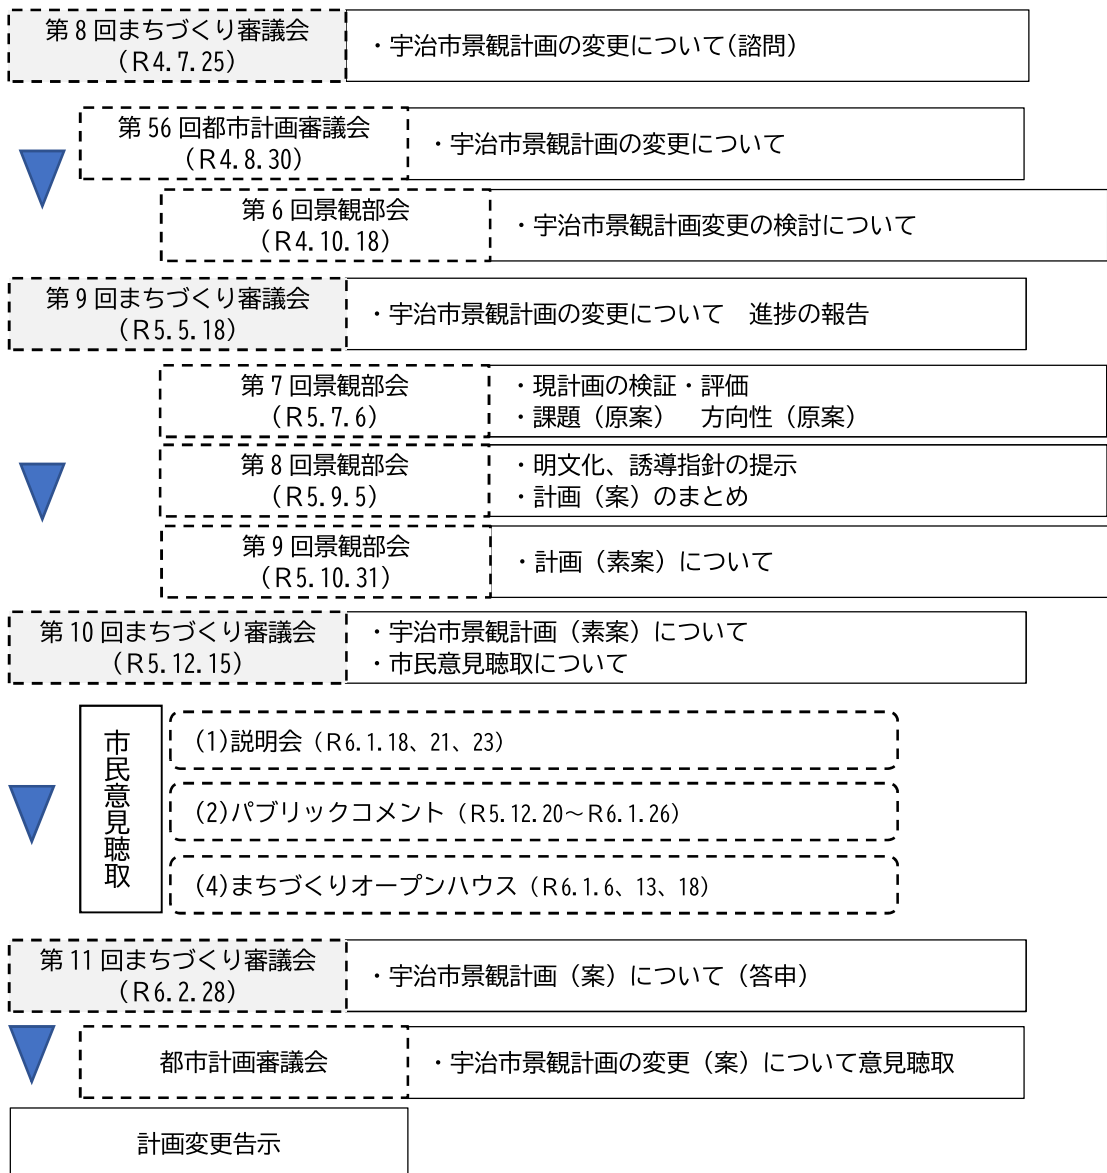 第8回まちづくり審議会
（R4.7.25）
・宇治市景観計画の変更について(諮問）
第56回都市計画審議会
（R4.8.30）
・宇治市景観計画の変更について
第6回景観部会
（R4.10.18）
・宇治市景観計画変更の検討について
第9回まちづくり審議会
（R5.5.18）
・宇治市景観計画の変更について　進捗の報告
第7回景観部会
（R5.7.6）
・現計画の検証・評価
・課題（原案）　方向性（原案）
第8回景観部会
（R5.9.5）
・明文化、誘導指針の提示
・計画（案）のまとめ
第9回景観部会
（R5.10.31）
・計画（素案）について
第10回まちづくり審議会
（R5.12.15）
・宇治市景観計画（素案）について
・市民意見聴取について
市民意見聴取
(1)説明会（R6.1.18、21、23）
(2)パブリックコメント（R5.12.20～R6.1.26）
(4)まちづくりオープンハウス（R6.1.6、13、18）
第11回まちづくり審議会
（R6.2.28）
・宇治市景観計画（案）について（答申）
都市計画審議会
・宇治市景観計画の変更（案）について意見聴取
計画変更告示